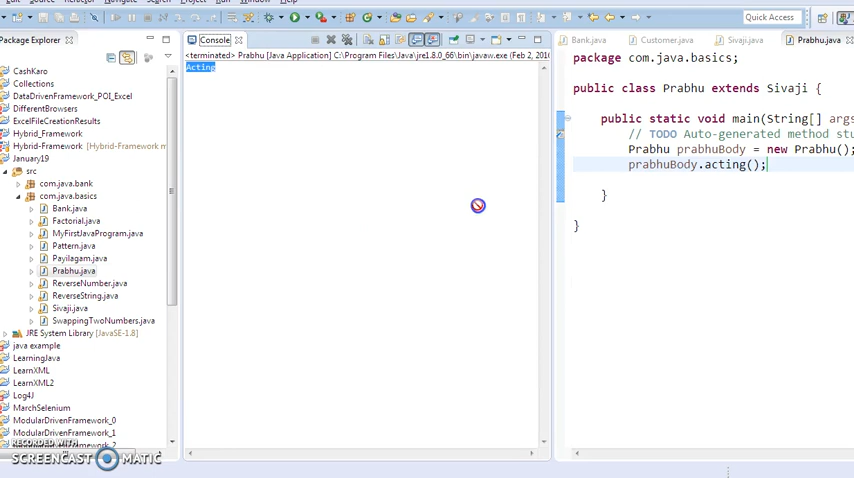 Quick Access
Package Explorer
CashKaro
Collections
DataDrivenFramework_POI_Excel
DifferentBrowsers
ExcelFileCreationResults
Hybrid_Framework
Hybrid-Framework [Hybrid-Framework m
January19
src
com.java.bank
com.java.basics
Bank.java
Factorial.java
MyFirstJavaProgram.java
Pattern.java
Payilagam.java
Prabhu.java
ReverseNumber.java
ReverseString.java
Sivaji.java
SwappingTwoNumbers.java
JRE System Library [JavaSE-1.8]
java example
LearningJava
LearnXML
LearnXML2
Log4J
MarchSelenium
ModularDrivenFramework_0
ModularDrivenFramework_1
RECORDED WITH
SCREENCAST MATIC
Console
<terminated> Prabhu [Java Application] C:\Program Files\Java\jre1.8.0_66\bin\javaw.exe (Feb 2, 201
Acting
Bank.java Customer.java Sivaji.java Prabhu.java
package com.java.basics;
public class Prabhu extends Sivaji {
public static void main(String[] args
// TODO Auto-generated method stu
Prabhu prabhuBody = new Prabhu();
prabhuBody.acting();
}
}